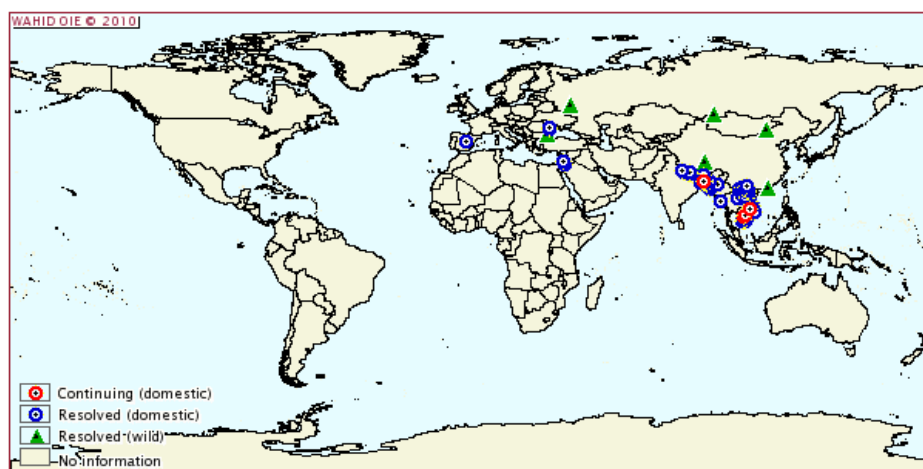 WAHID OIE © 2010
Continuing (domestic)
Resolved (domestic)
Resolved (wild)
No information